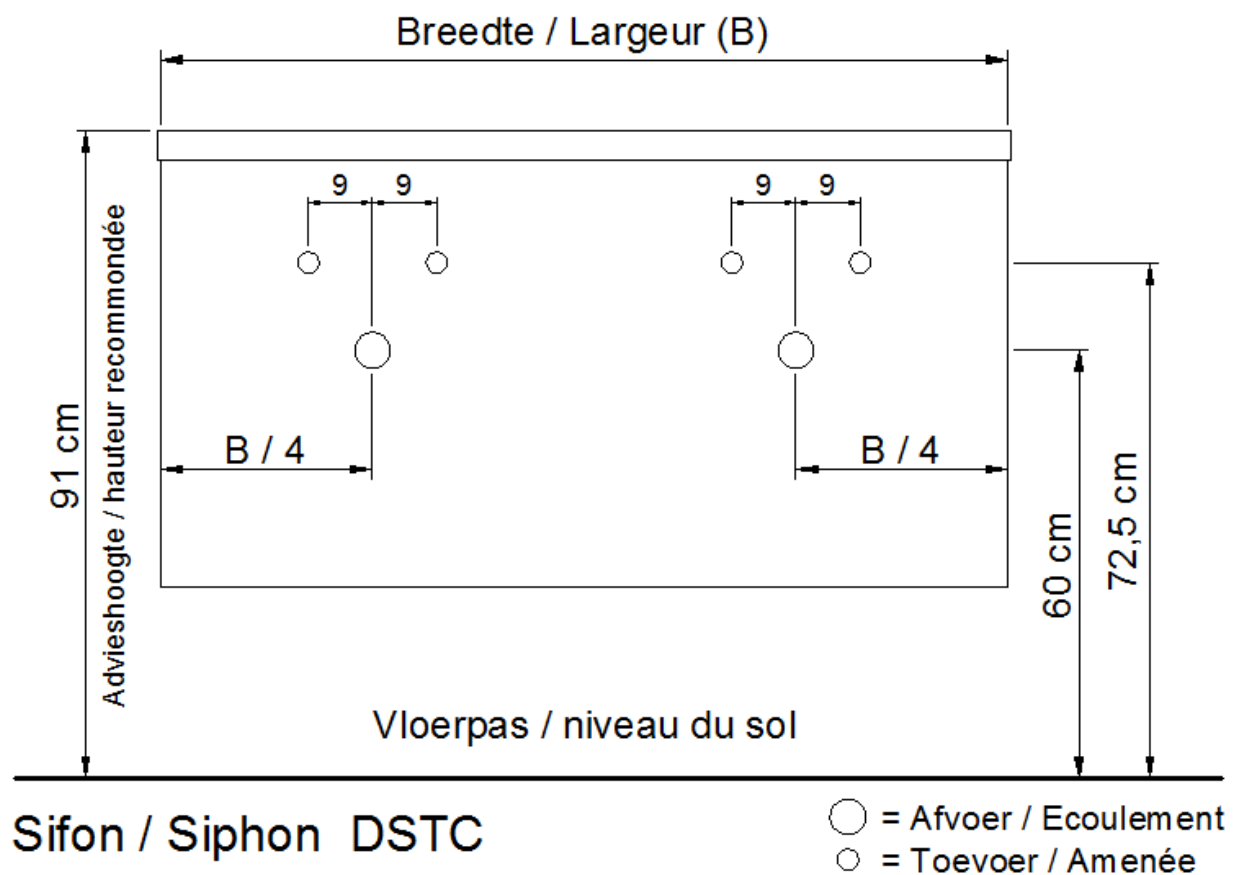 Breedte / Largeur (B)
9 9 9 9
B / 4 B / 4
91 cm
Advieshoogte / hauteur recommondée
60 cm
72,5 cm
Vloerpas / niveau du sol
Sifon / Siphon DSTC
= Afvoer / Ecoulement
= Toevoer / Amenée